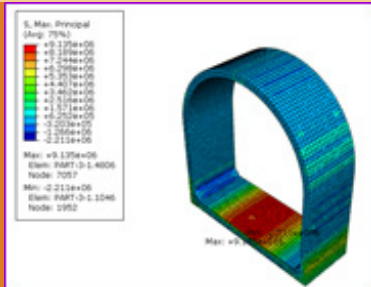 S, Max. Principal
(Avg: 75%)
+9.135e+06
+8.189e+06
+7.244e+06
+6.298e+06
+5.353e+06
+4.407e+06
+3.462e+06
+2.516e+06
+1.571e+06
+6.252e+05
-3.203e+05
-1.266e+06
-2.211e+06
Max: +9.135e+06
Elem: PART-3-1.4806
Node: 7057
Min: -2.211e+06
Elem: PART-3-1.1046
Node: 1952
Max: +9.